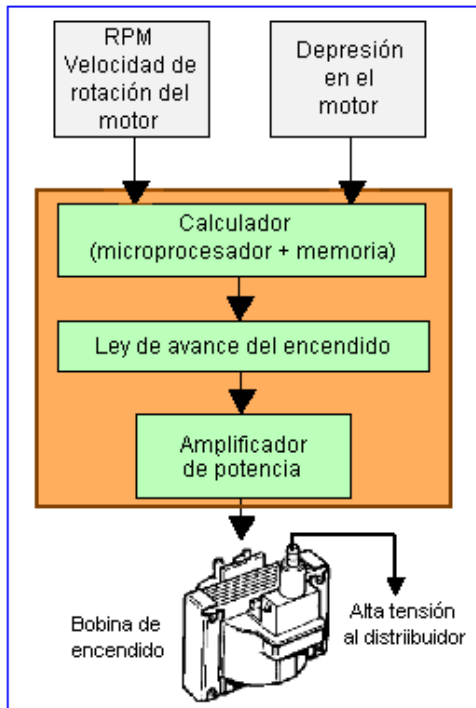 RPM
Velocidad de
rotación del
motor
Depresión
en el
motor
Calculador
(microprocesador + memoria)
Ley de avance del encendido
Amplificador
de potencia
Bobina de
encendido
Alta tensión
al distriibuidor